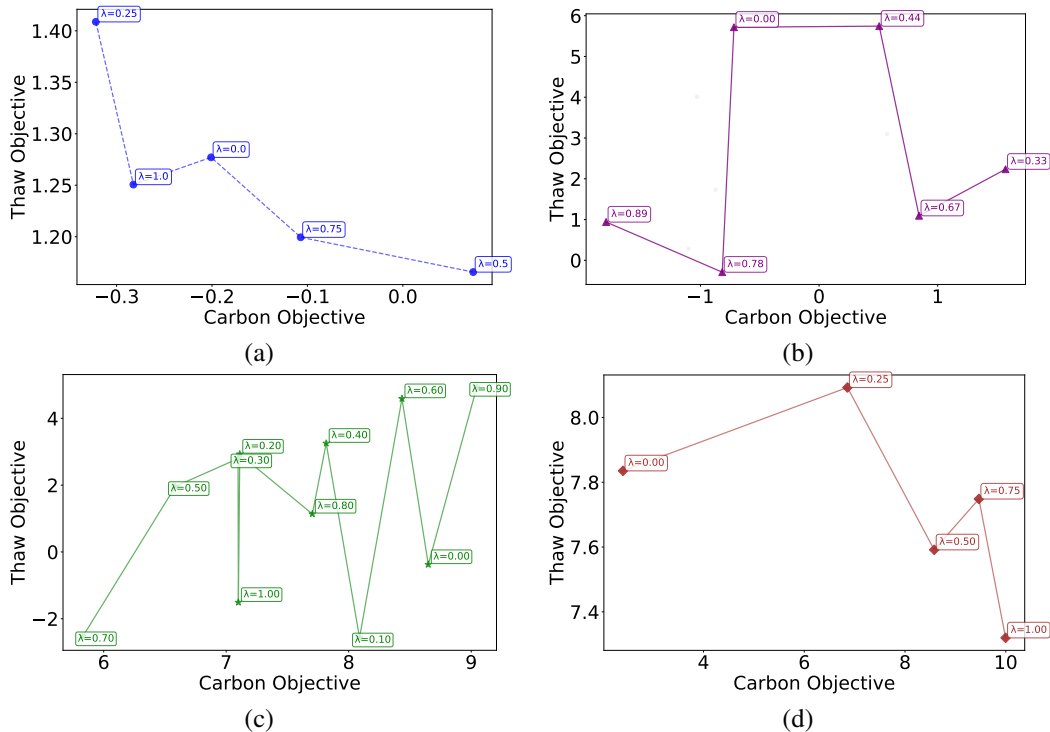 λ=0.25
1.40
1.30
1.25
1.20
λ=1.0
λ=0.0
λ=0.75
λ=0.5
Thaw Objective
−0.3
−0.2
−0.1
0.0
Carbon Objective
(a)
6
5
4
3
2
1
0
λ=0.00
λ=0.44
λ=0.33
λ=0.89
λ=0.67
λ=0.78
Thaw Objective
−1
0
1
Carbon Objective
(b)
4
2
0
−2
λ=0.60
λ=0.90
λ=0.40
λ=0.20
λ=0.30
λ=0.50
λ=0.80
λ=0.00
λ=1.00
λ=0.70
λ=0.10
Thaw Objective
6
7
8
9
Carbon Objective
(c)
8.0
7.8
7.6
7.4
λ=0.25
λ=0.00
λ=0.75
λ=0.50
λ=1.00
Thaw Objective
4
6
8
10
Carbon Objective
(d)